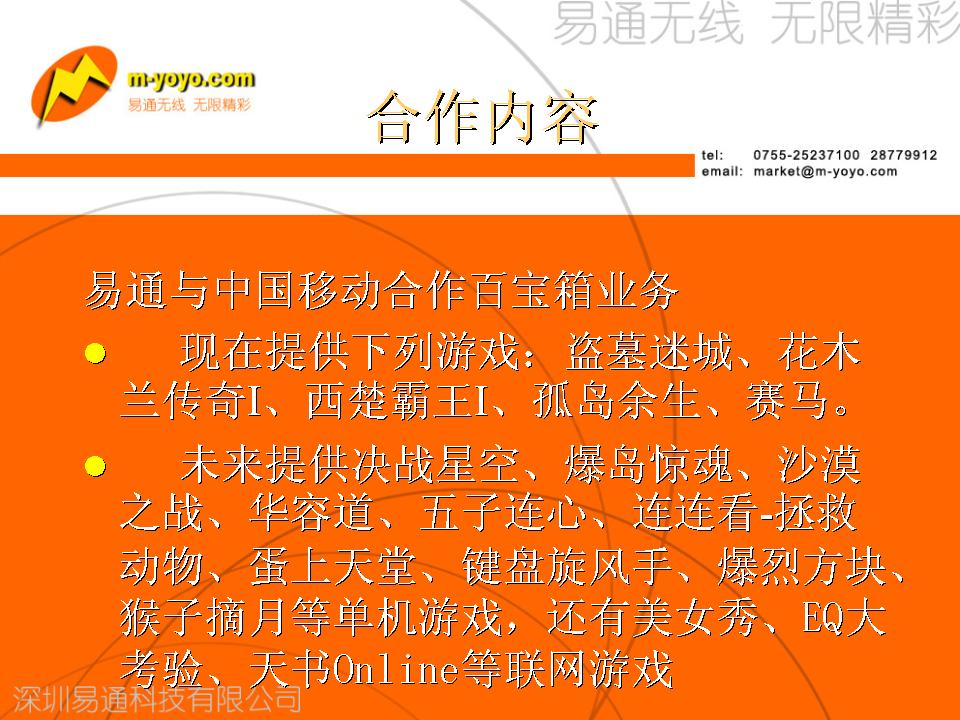 易通无线 无限精彩
m-yoyo.com
易通无线 无限精彩
合作内容
tel: 0755-25237100 28779912
email: market@m-yoyo.com
易通与中国移动合作百宝箱业务
● 现在提供下列游戏：盗墓迷城、花木
兰传奇I、西楚霸王I、孤岛余生、赛马。
● 未来提供决战星空、爆岛惊魂、沙漠
之战、华容道、五子连心、连连看-拯救
动物、蛋上天堂、键盘旋风手、爆烈方块、
猴子摘月等单机游戏，还有美女秀、EQ大
考验、天书Online等联网游戏
深圳易通科技有限公司